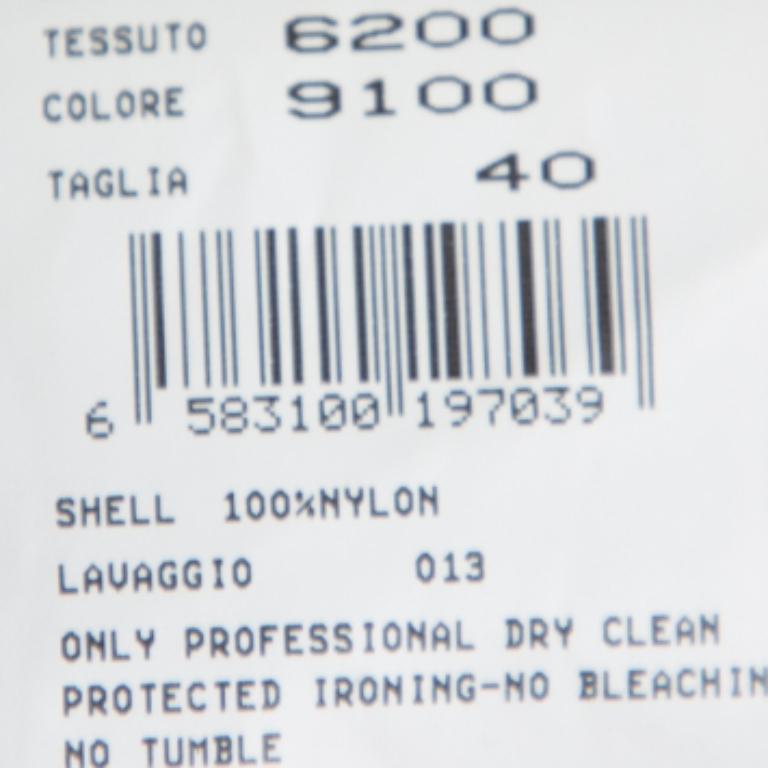 TESSUTO 6200
COLORE 9100
TAGLIA 40
6 583100 197039
SHELL 100%NYLON
LAVAGGIO 013
ONLY PROFESSIONAL DRY CLEAN
PROTECTED IRONING-NO BLEACHIN
NO TUMBLE